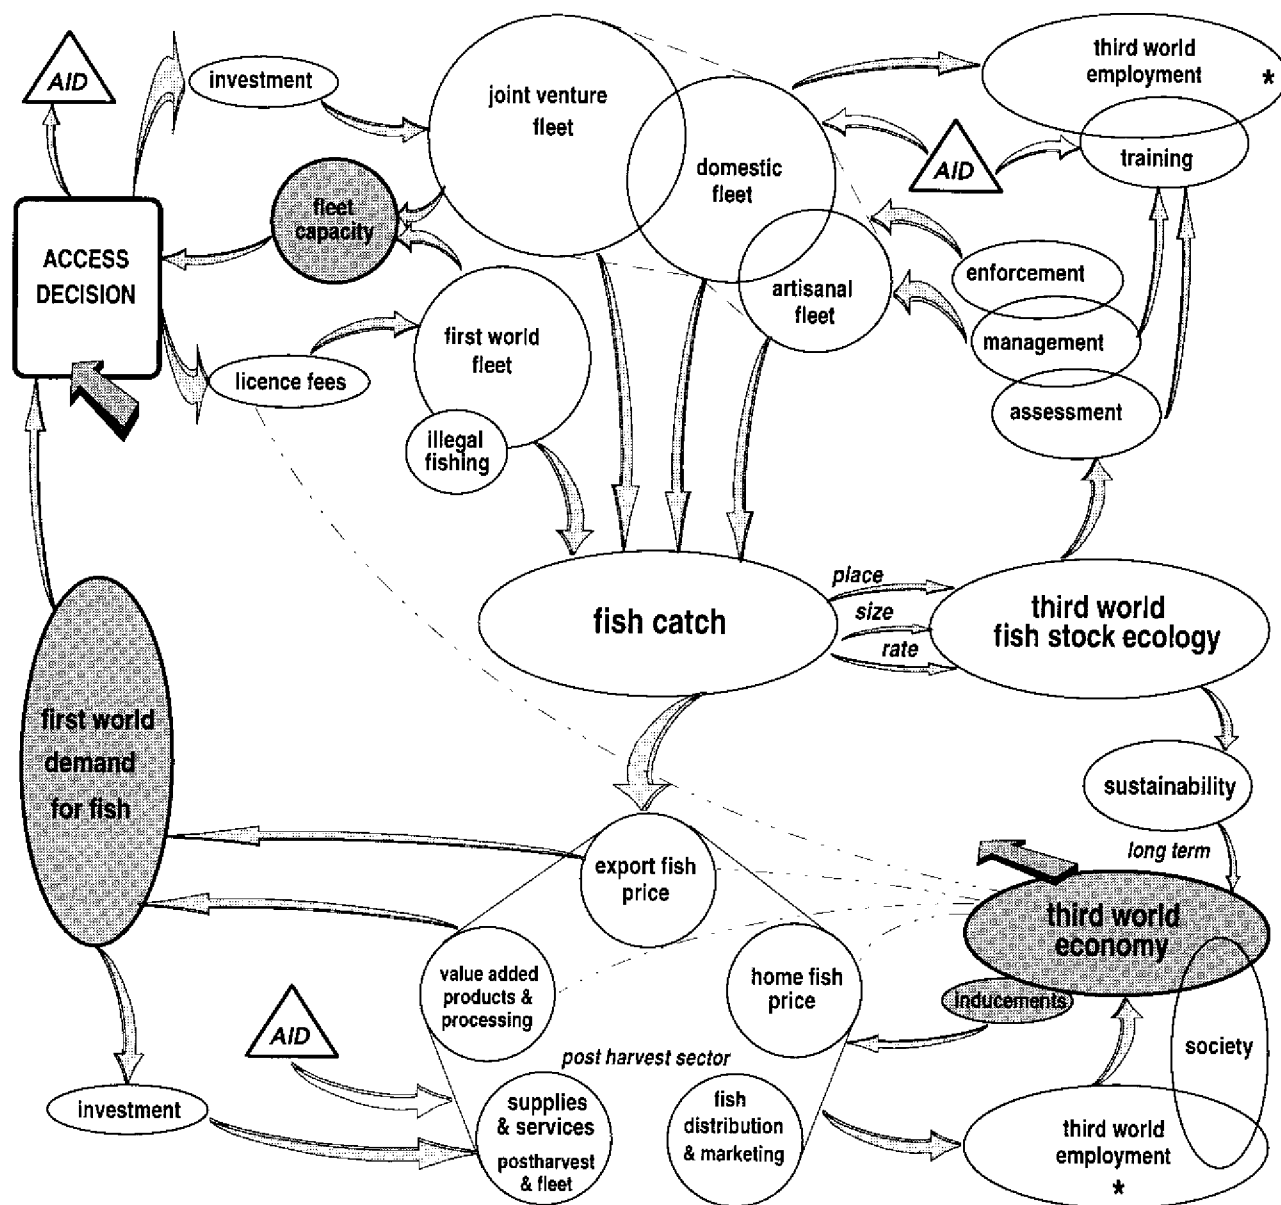 AID
investment
joint venture
fleet
third world
employment
*
domestic
fleet
AID
training
fleet
capacity
ACCESS
DECISION
enforcement
artisanal
fleet
first world
fleet
management
licence fees
assessment
illegal
fishing
place
size
rate
fish catch
third world
fish stock ecology
first world
demand
for fish
sustainability
long term
export fish
price
third world
economy
value added
products &
processing
home fish
price
inducements
AID
post harvest sector
society
investment
supplies
& services
postharvest
& fleet
fish
distribution
& marketing
third world
employment
*